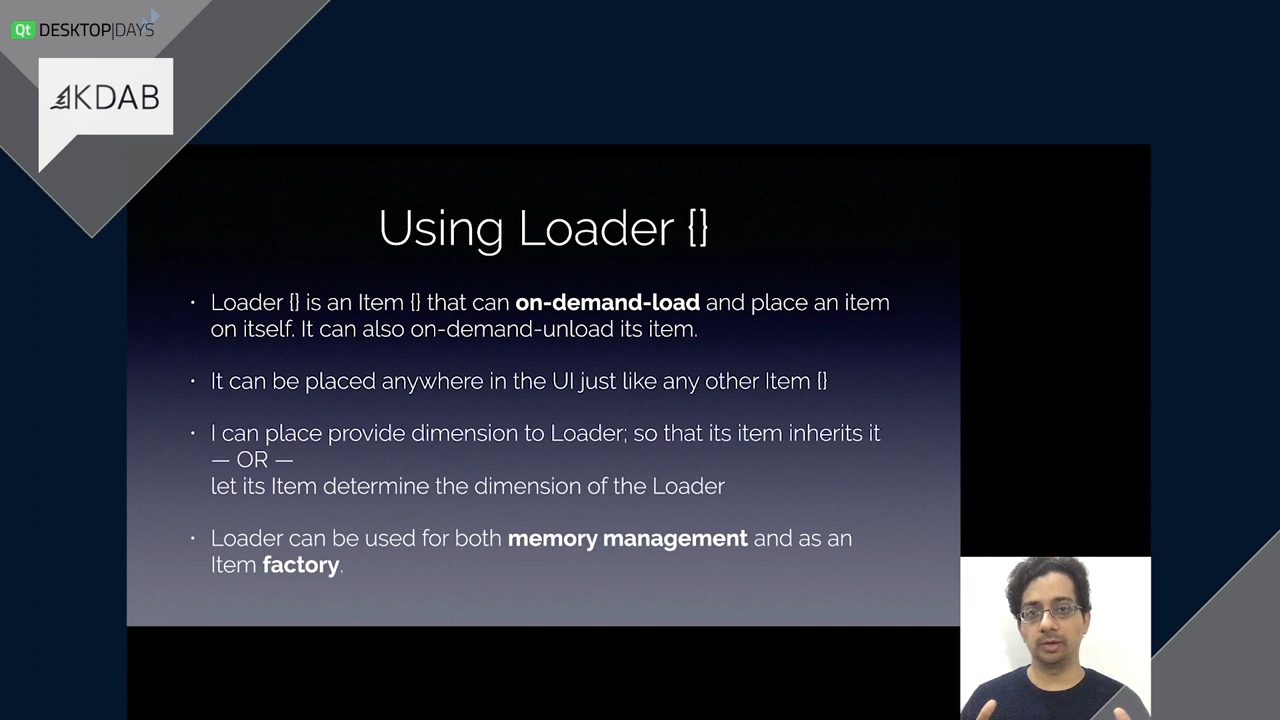 Qt DESKTOP|DAYS
KDAB
Using Loader {}
• Loader {} is an Item {} that can on-demand-load and place an item
on itself. It can also on-demand-unload its item.
• It can be placed anywhere in the UI just like any other Item {}
• I can place provide dimension to Loader; so that its item inherits it
— OR —
let its Item determine the dimension of the Loader
• Loader can be used for both memory management and as an
Item factory.